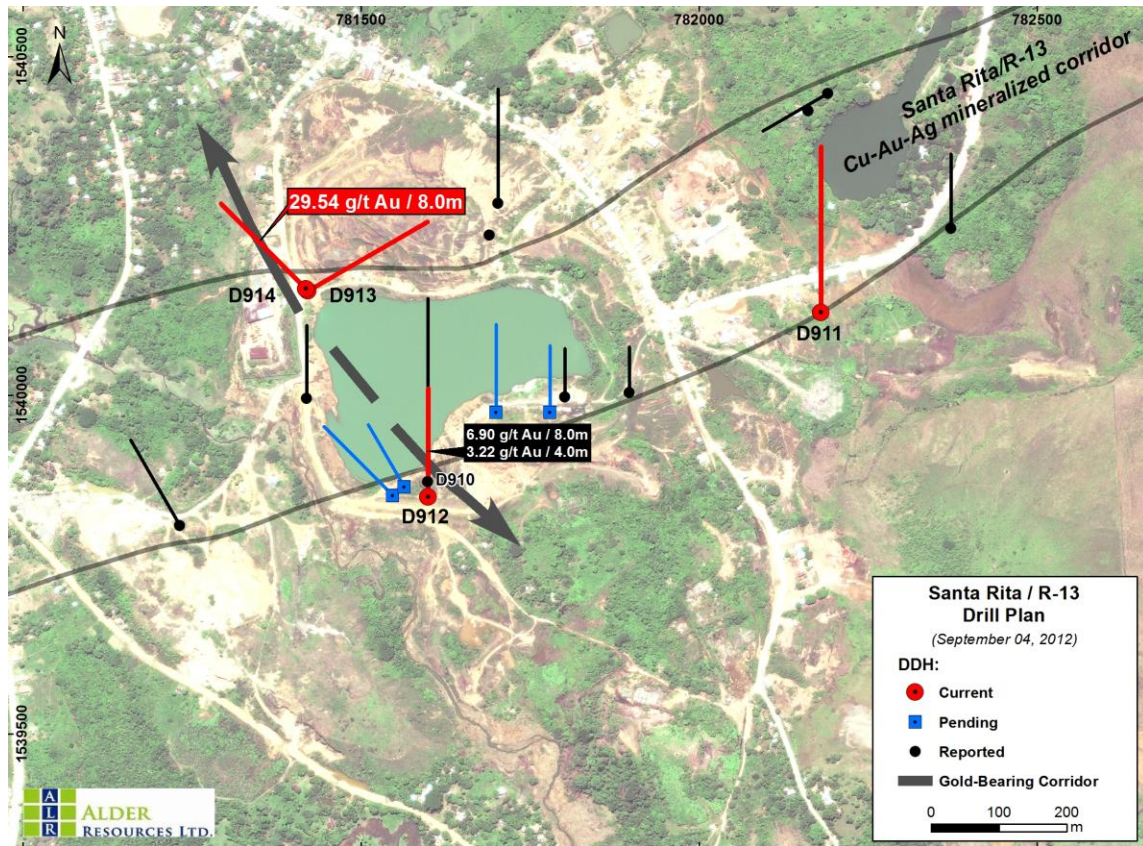 781500
782000
782500
1540500
1540000
1539500
N
Santa Rita/R-13
Cu-Au-Ag mineralized corridor
29.54 g/t Au / 8.0m
D914
D913
D911
6.90 g/t Au / 8.0m
3.22 g/t Au / 4.0m
D910
D912
Santa Rita / R-13
Drill Plan
(September 04, 2012)
DDH:
Current
Pending
Reported
Gold-Bearing Corridor
0 100 200
m
A
L
R
ALDER
RESOURCES LTD.